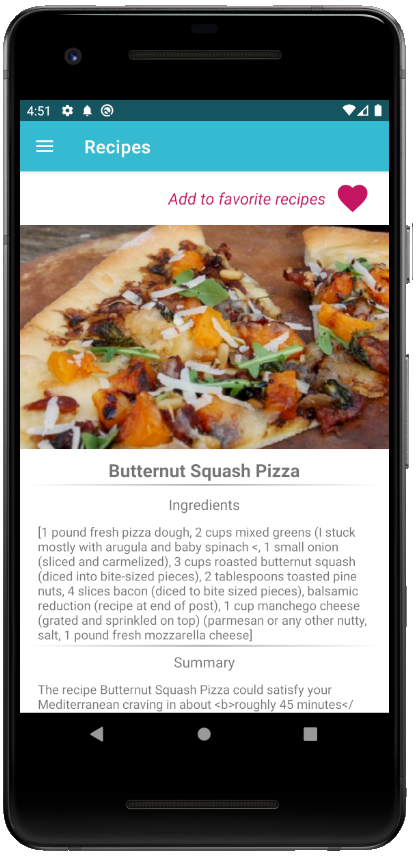 4:51
Recipes
Add to favorite recipes
Butternut Squash Pizza
Ingredients
[1 pound fresh pizza dough, 2 cups mixed greens (I stuck
mostly with arugula and baby spinach <, 1 small onion
(sliced and carmelized), 3 cups roasted butternut squash
(diced into bite-sized pieces), 2 tablespoons toasted pine
nuts, 4 slices bacon (diced to bite sized pieces), balsamic
reduction (recipe at end of post), 1 cup manchego cheese
(grated and sprinkled on top) (parmesan or any other nutty,
salt, 1 pound fresh mozzarella cheese]
Summary
The recipe Butternut Squash Pizza could satisfy your
Mediterranean craving in about <b>roughly 45 minutes</